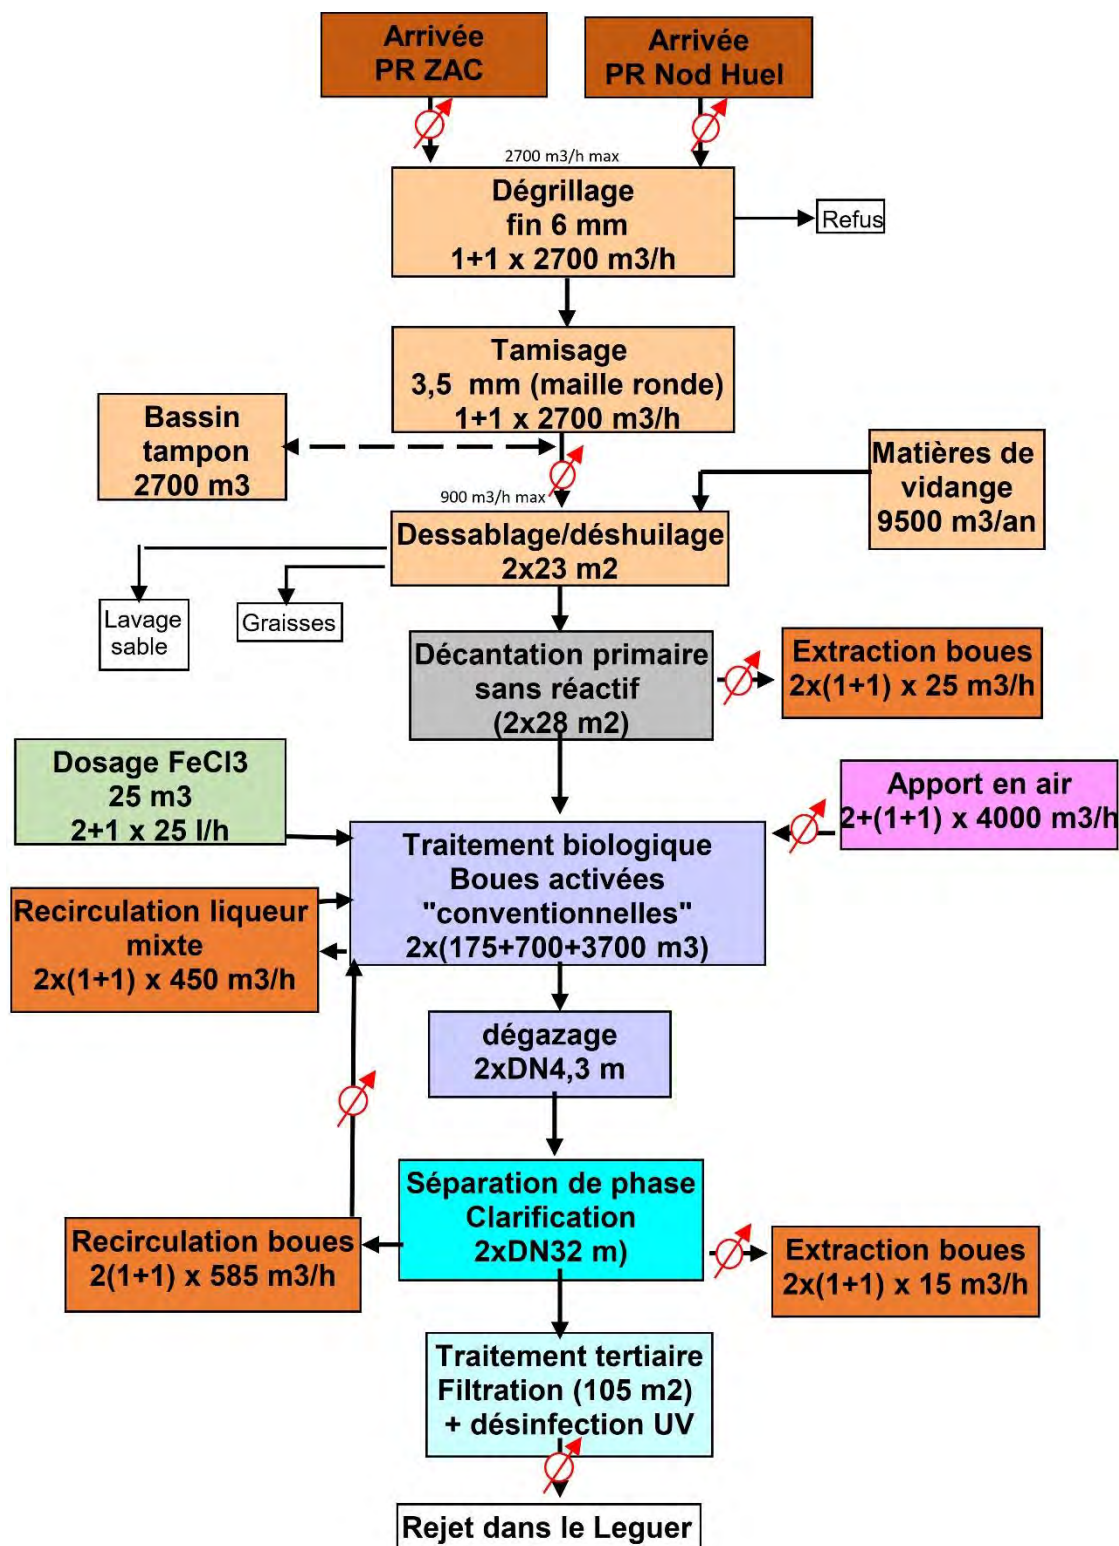 Arrivée
PR ZAC
Arrivée
PR Nod Huel
2700 m3/h max
Dégrillage
fin 6 mm
1+1 x 2700 m3/h
Refus
Tamisage
3,5 mm (maille ronde)
1+1 x 2700 m3/h
Bassin
tampon
2700 m3
Matières de
vidange
9500 m3/an
900 m3/h max
Dessablage/déshuilage
2x23 m2
Lavage
sable
Graisses
Décantation primaire
sans réactif
(2x28 m2)
Extraction boues
2x(1+1) x 25 m3/h
Dosage FeCl3
25 m3
2+1 x 25 l/h
Apport en air
2+(1+1) x 4000 m3/h
Traitement biologique
Boues activées
"conventionnelles"
2x(175+700+3700 m3)
Recirculation liqueur
mixte
2x(1+1) x 450 m3/h
dégazage
2xDN4,3 m
Séparation de phase
Clarification
2xDN32 m)
Recirculation boues
2(1+1) x 585 m3/h
Extraction boues
2x(1+1) x 15 m3/h
Traitement tertiaire
Filtration (105 m2)
+ désinfection UV
Rejet dans le Leguer